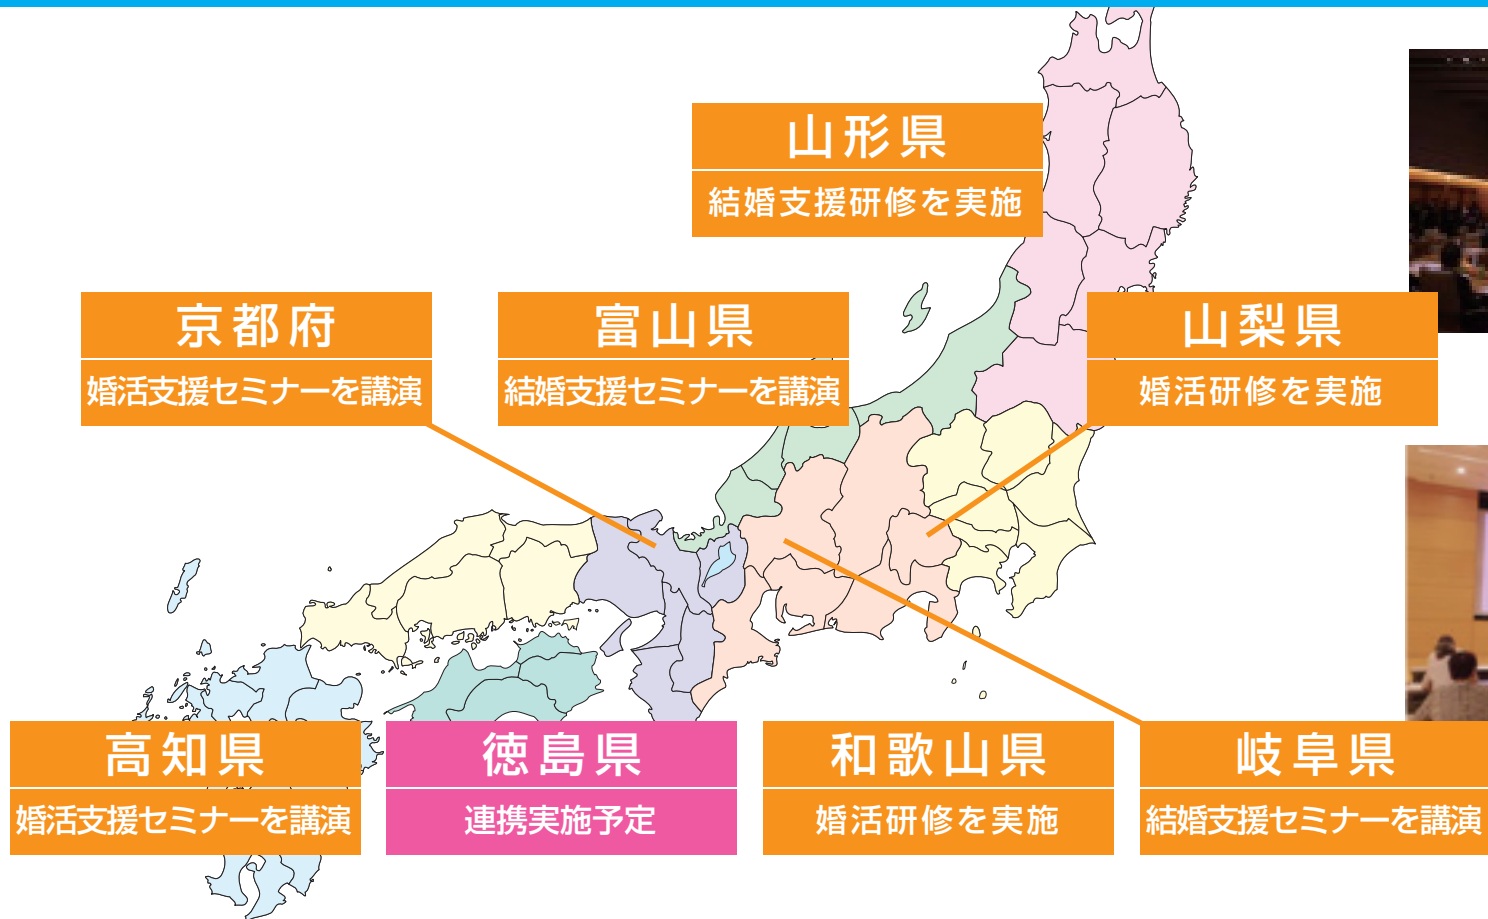 山形県
結婚支援研修を実施
京都府
婚活支援セミナーを講演
富山県
結婚支援セミナーを講演
山梨県
婚活研修を実施
高知県
婚活支援セミナーを講演
徳島県
連携実施予定
和歌山県
婚活研修を実施
岐阜県
結婚支援セミナーを講演